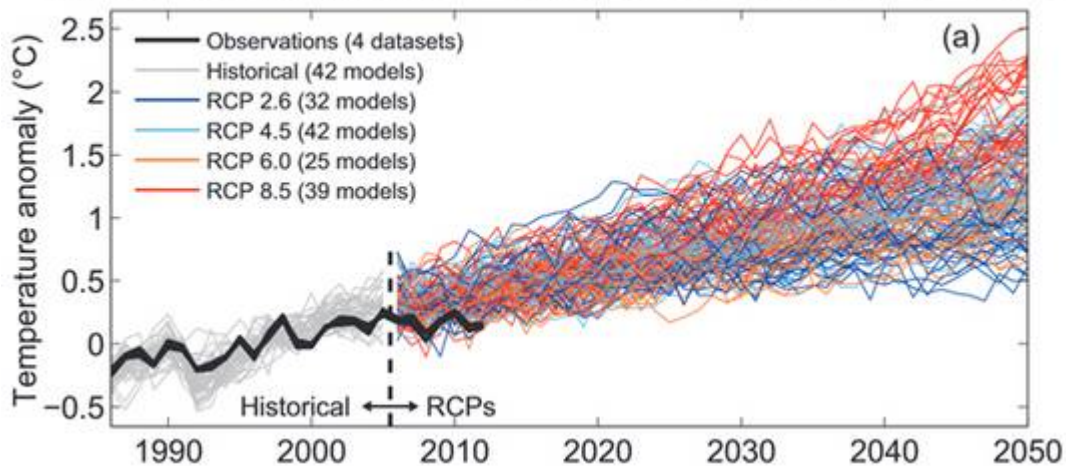 (a)
Observations (4 datasets)
Historical (42 models)
RCP 2.6 (32 models)
RCP 4.5 (42 models)
RCP 6.0 (25 models)
RCP 8.5 (39 models)
Temperature anomaly (°C)
2.5
2
1.5
1
0.5
0
−0.5
Historical RCPs
1990 2000 2010 2020 2030 2040 2050